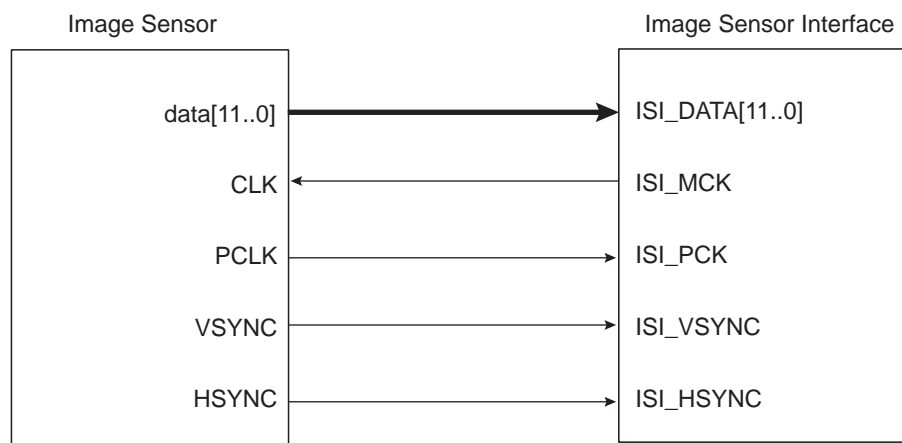 Image Sensor
Image Sensor Interface
data[11..0]
ISI_DATA[11..0]
CLK
ISI_MCK
PCLK
ISI_PCK
VSYNC
ISI_VSYNC
HSYNC
ISI_HSYNC